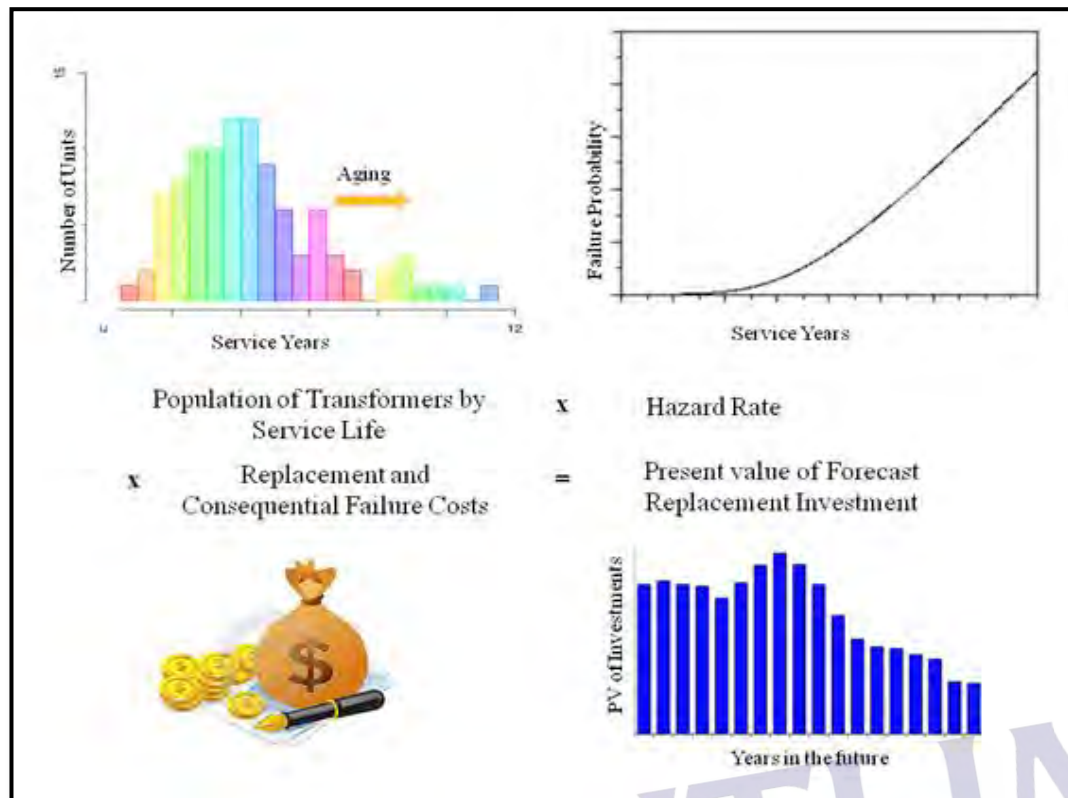 15
Number of Units
Aging
12
Service Years
Failure Probability
Service Years
Population of Transformers by
Service Life
x
Hazard Rate
x
Replacement and
Consequential Failure Costs
=
Present value of Forecast
Replacement Investment
$
PV of Investments
Years in the future